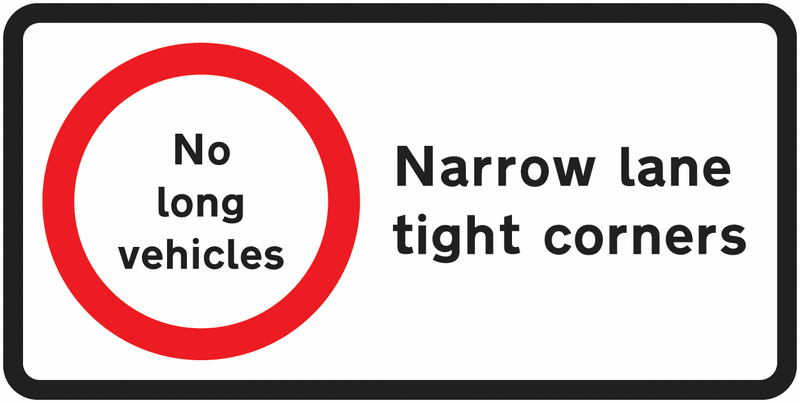 No
long
vehicles
Narrow lane
tight corners